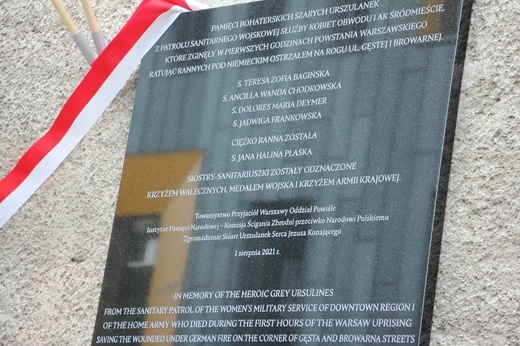 PAMIĘCI BOHATERSKICH SZARYCH URSZULANEK
Z PATROLU SANITARNEGO WOJSKOWEJ SŁUŻBY KOBIET OBWODU I AK ŚRÓDMIEŚCIE,
KTÓRE ZGINĘŁY W PIERWSZYCH GODZINACH POWSTANIA WARSZAWSKIEGO
RATUJĄC RANNYCH POD NIEMIECKIM OSTRZAŁEM NA ROGU UL. GĘSTEJ I BROWARNEJ.
S. TERESA ZOFIA BAGIŃSKA
S. ANCILLA WANDA CHODKOWSKA
S. DOLORES MARIA DEYMER
S. JADWIGA FRANKOWSKA
CIĘŻKO RANNA ZOSTAŁA
S. JANA HALINA PŁASKA
SIOSTRY-SANITARIUSZKI ZOSTAŁY ODZNACZONE
KRZYŻEM WALECZNYCH, MEDALEM WOJSKA I KRZYŻEM ARMII KRAJOWEJ.
Towarzystwo Przyjaciół Warszawy Oddział Powiśle
Instytut Pamięci Narodowej – Komisja Ścigania Zbrodni przeciwko Narodowi Polskiemu
Zgromadzenie Sióstr Urszulanek Serca Jezusa Konającego
1 sierpnia 2021 r.
IN MEMORY OF THE HEROIC GREY URSULINES
FROM THE SANITARY PATROL OF THE WOMEN'S MILITARY SERVICE OF DOWNTOWN REGION I
OF THE HOME ARMY WHO DIED DURING THE FIRST HOURS OF THE WARSAW UPRISING
SAVING THE WOUNDED UNDER GERMAN FIRE ON THE CORNER OF GĘSTA AND BROWARNA STREETS